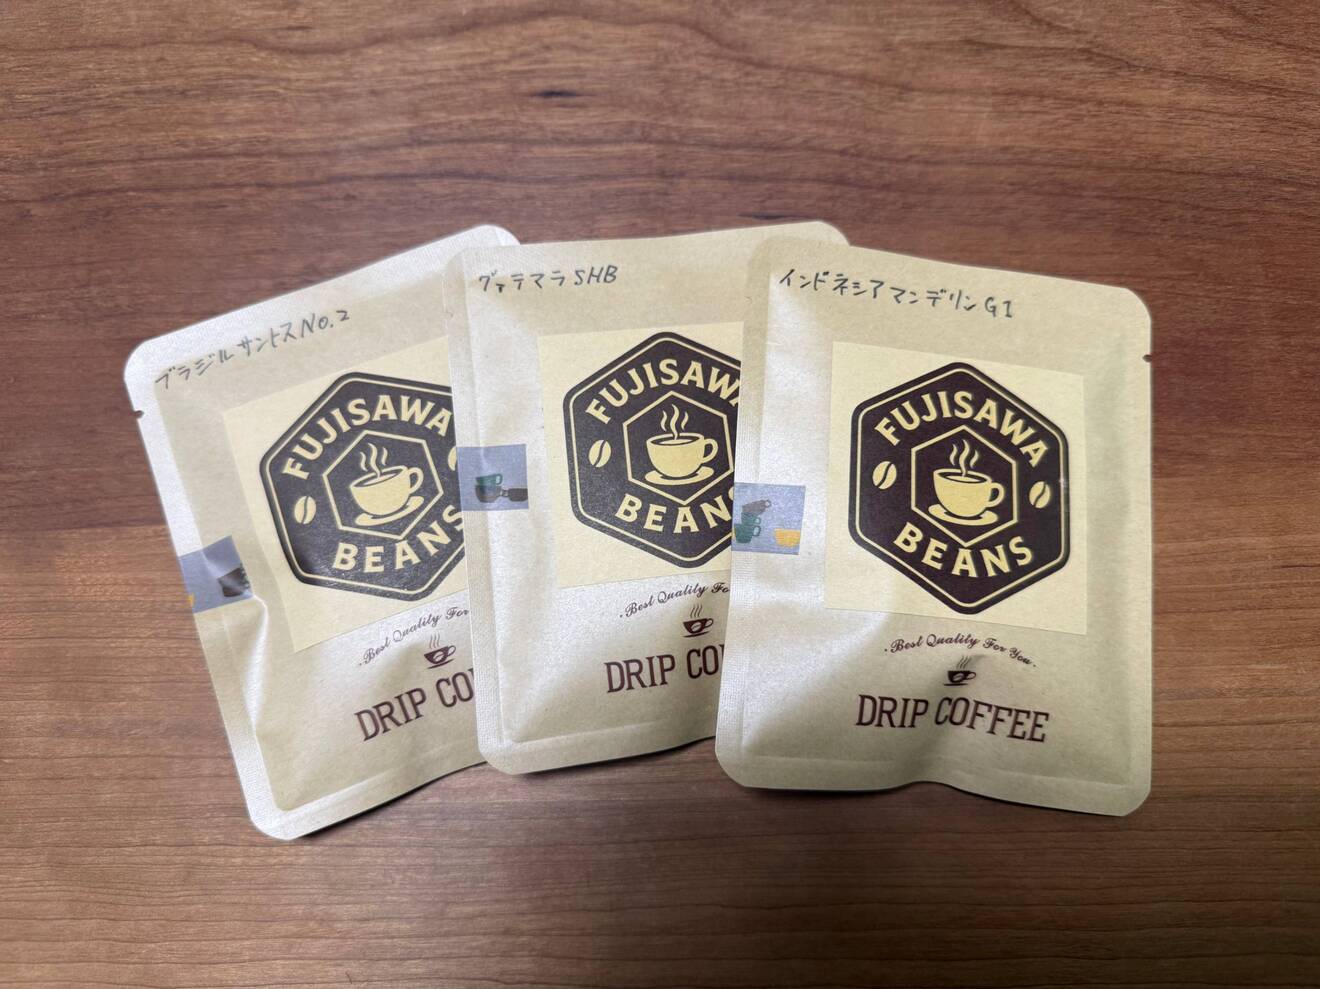 ブラジルサントスNo.2
FUJISAWA
BEANS
Best Quality For
DRIP CO
グァテマラSHB
FUJISAWA
BEANS
Best Quality Fo
DRIP CO
インドネシアマンデリンG1
FUJISAWA
BEANS
Best Quality For You
DRIP COFFEE